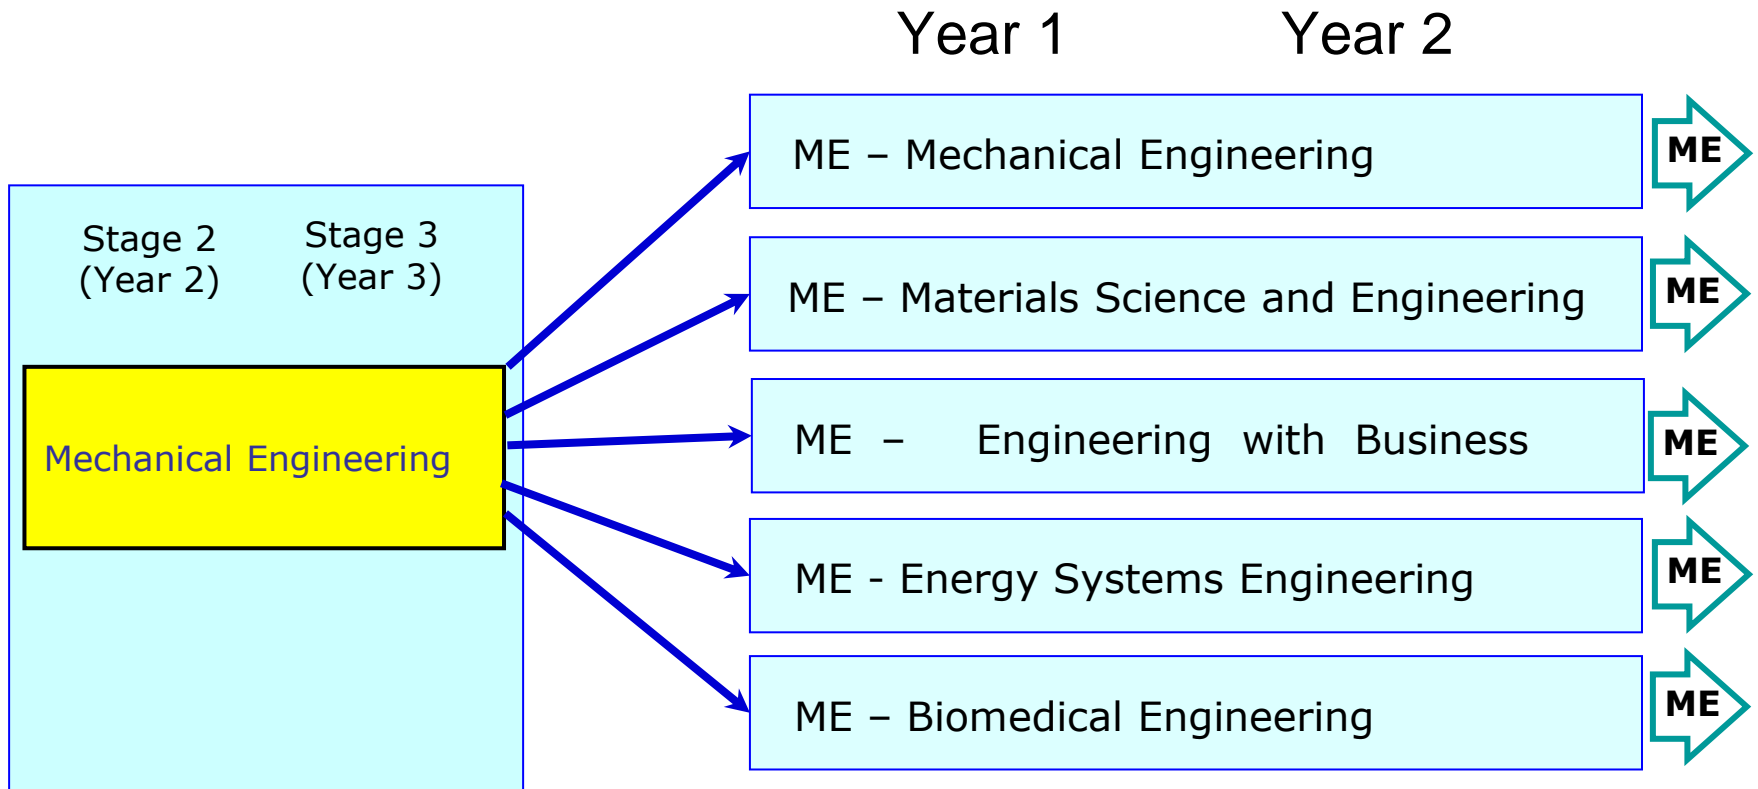 Year 1 Year 2
ME – Mechanical Engineering ME
Stage 2 Stage 3
(Year 2) (Year 3)
ME – Materials Science and Engineering ME
Mechanical Engineering
ME – Engineering with Business ME
ME - Energy Systems Engineering ME
ME – Biomedical Engineering ME